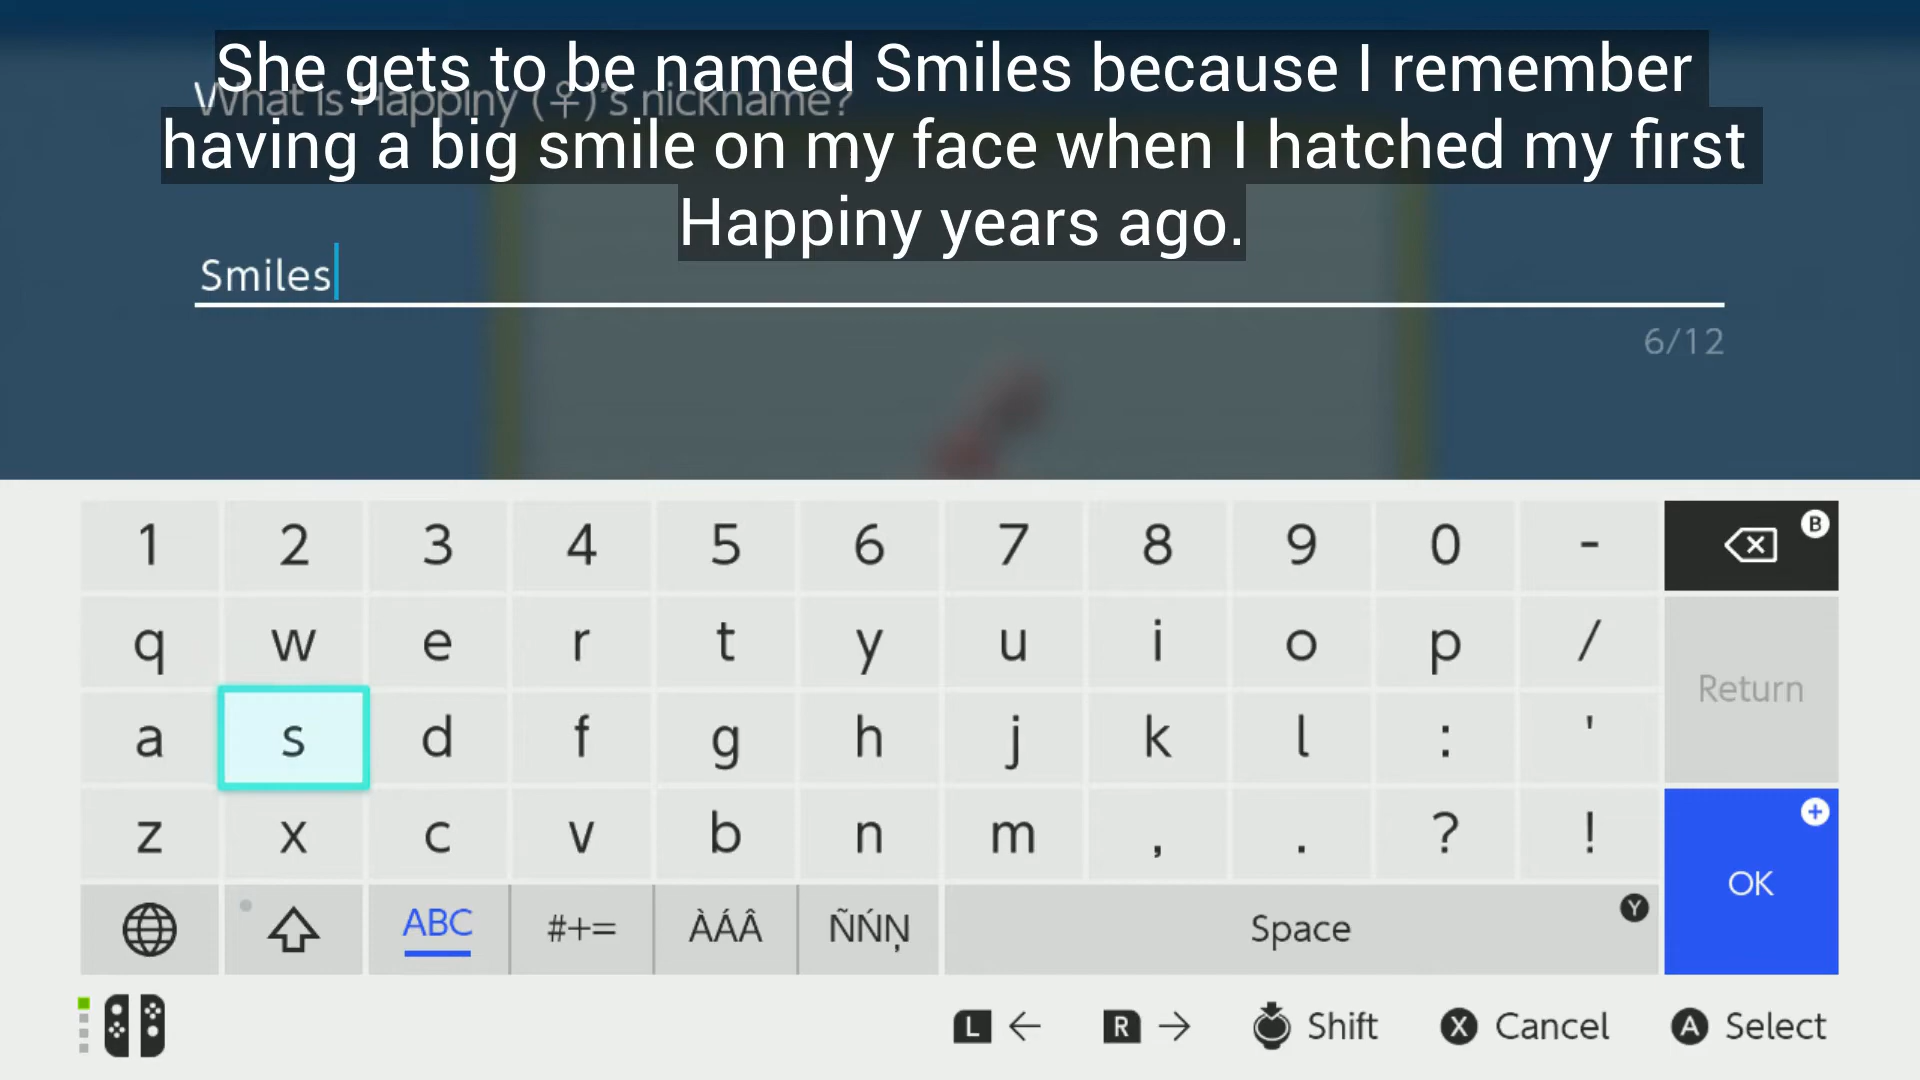 She gets to be named Smiles because I remember
What is Happiny (♀)'s nickname?
having a big smile on my face when I hatched my first
Happiny years ago.
Smiles
6/12
1 2 3 4 5 6 7 8 9 0 - B
q w e r t y u i o p /
Return
a s d f g h j k l : '
z x c v b n m , . ? !
OK
ABC #+= ÀÁÂ ÑŃŅ Space Y
L ← R → Shift X Cancel A Select